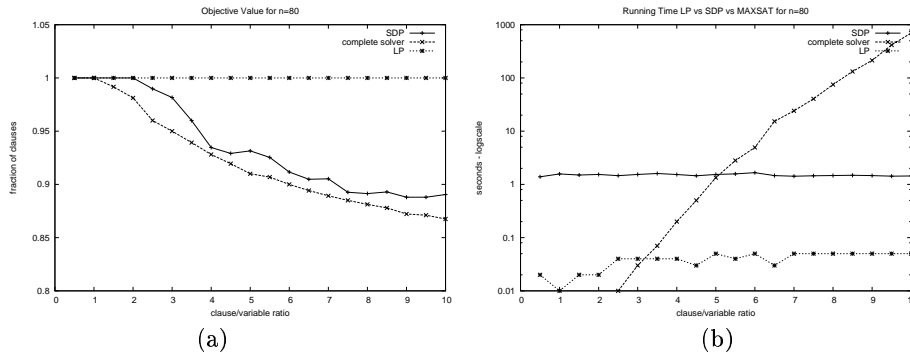 Objective Value for n=80
SDP
complete solver
LP
1.05
1
0.95
0.9
0.85
0.8
fraction of clauses
0 1 2 3 4 5 6 7 8 9 10
clause/variable ratio
(a)
Running Time LP vs SDP vs MAXSAT for n=80
SDP
complete solver
LP
1000
100
10
1
0.1
0.01
seconds - logscale
0 1 2 3 4 5 6 7 8 9 1
clause/variable ratio
(b)